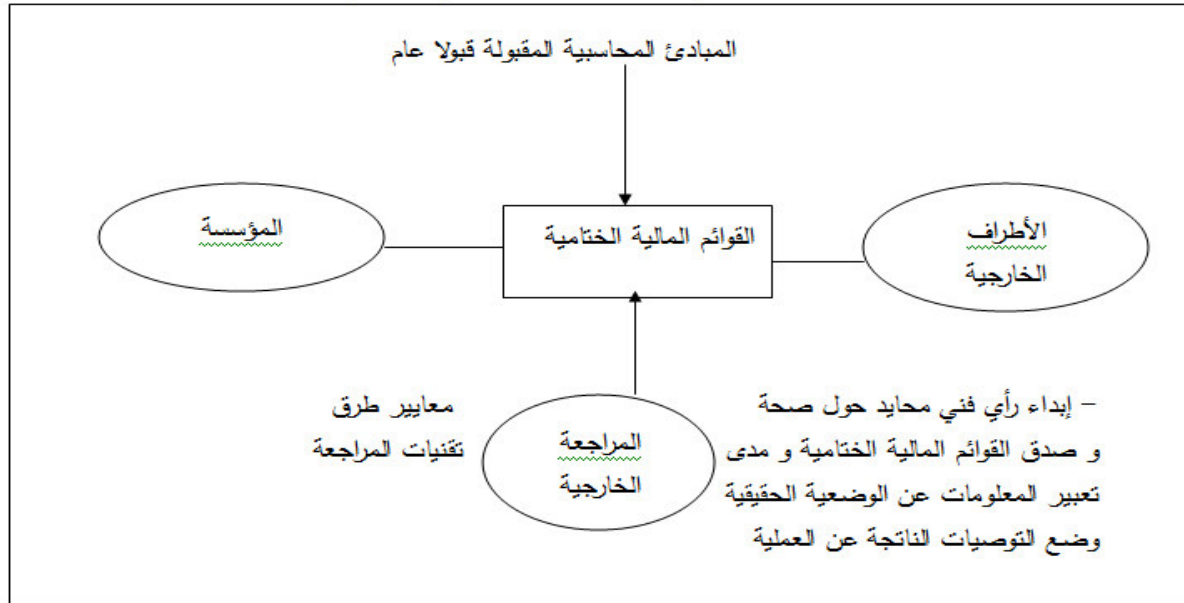 المبادئ المحاسبية المقبولة قبولا عام
الأطراف
الخارجية
القوائم المالية الختامية
المؤسسة
المراجعة
الخارجية
– إبداء رأي فني محايد حول صحة
و صدق القوائم المالية الختامية و مدى
تعبير المعلومات عن الوضعية الحقيقية
وضع التوصيات الناتجة عن العملية
معايير طرق
تقنيات المراجعة